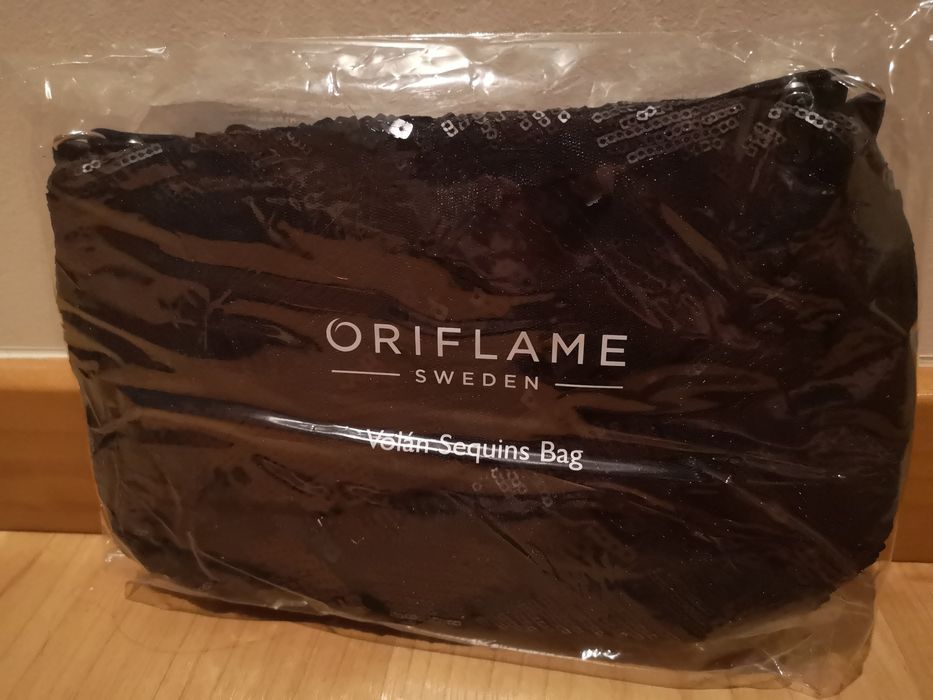 ORIFLAME
SWEDEN
Volán Sequins Bag